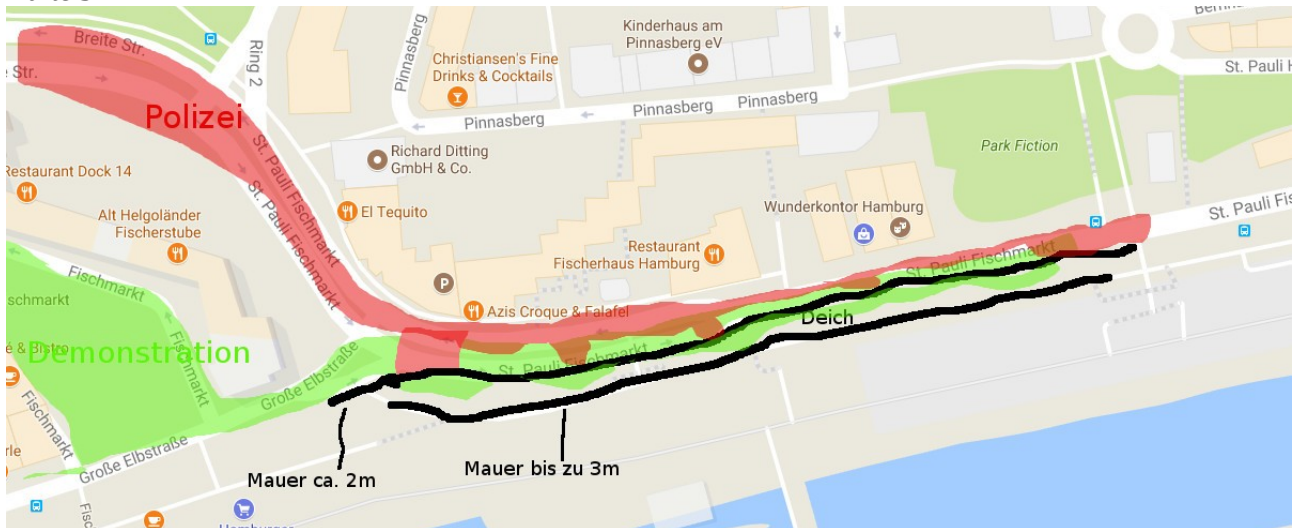 Breite Str.
Str.
Ring 2
Pinnasberg
Christiansen's Fine
Drinks & Cocktails
Kinderhaus am
Pinnasberg eV
St. Pauli
Polizei
Pinnasberg
Pinnasberg
Pinnasberg
Park Fiction
St. Pauli Fischmarkt
St. Pauli Fischmarkt
Richard Ditting
GmbH & Co.
Restaurant Dock 14
El Tequito
Alt Helgoländer
Fischerstube
Wunderkontor Hamburg
St. Pauli
Restaurant
Fischerhaus Hamburg
St. Pauli Fischmarkt
Fischmarkt
P
Azis Croque & Falafel
Deich
Demonstration
Fischmarkt
Große Elbstraße
St. Pauli Fischmarkt
Fischmarkt
Große Elbstraße
Mauer ca. 2m
Mauer bis zu 3m